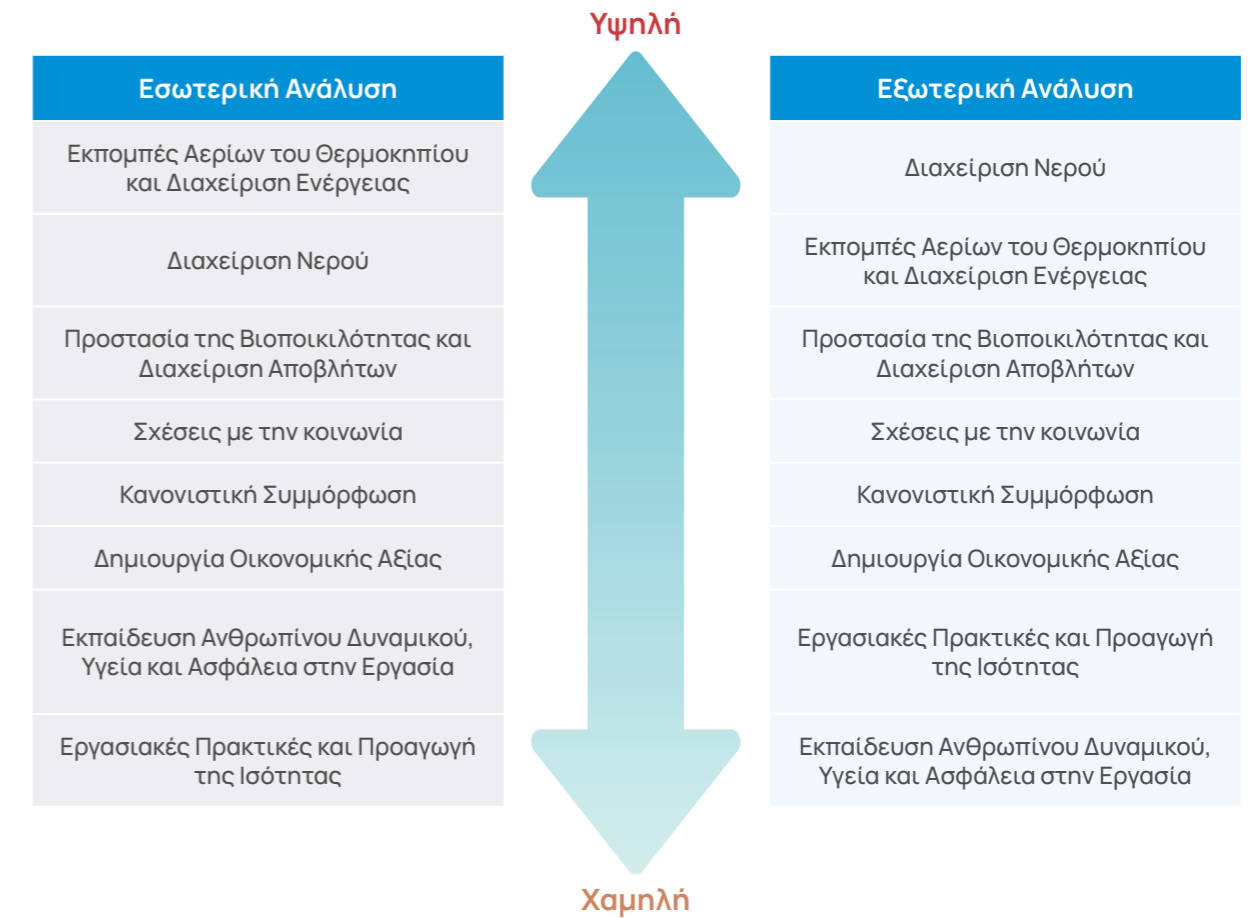 Υψηλή
Εσωτερική Ανάλυση
Εκπομπές Αερίων του Θερμοκηπίου
και Διαχείριση Ενέργειας
Διαχείριση Νερού
Προστασία της Βιοποικιλότητας και
Διαχείριση Αποβλήτων
Σχέσεις με την κοινωνία
Κανονιστική Συμμόρφωση
Δημιουργία Οικονομικής Αξίας
Εκπαίδευση Ανθρωπίνου Δυναμικού,
Υγεία και Ασφάλεια στην Εργασία
Εργασιακές Πρακτικές και Προαγωγή
της Ισότητας
Εξωτερική Ανάλυση
Διαχείριση Νερού
Εκπομπές Αερίων του Θερμοκηπίου
και Διαχείριση Ενέργειας
Προστασία της Βιοποικιλότητας και
Διαχείριση Αποβλήτων
Σχέσεις με την κοινωνία
Κανονιστική Συμμόρφωση
Δημιουργία Οικονομικής Αξίας
Εργασιακές Πρακτικές και Προαγωγή
της Ισότητας
Εκπαίδευση Ανθρωπίνου Δυναμικού,
Υγεία και Ασφάλεια στην Εργασία
Χαμηλή